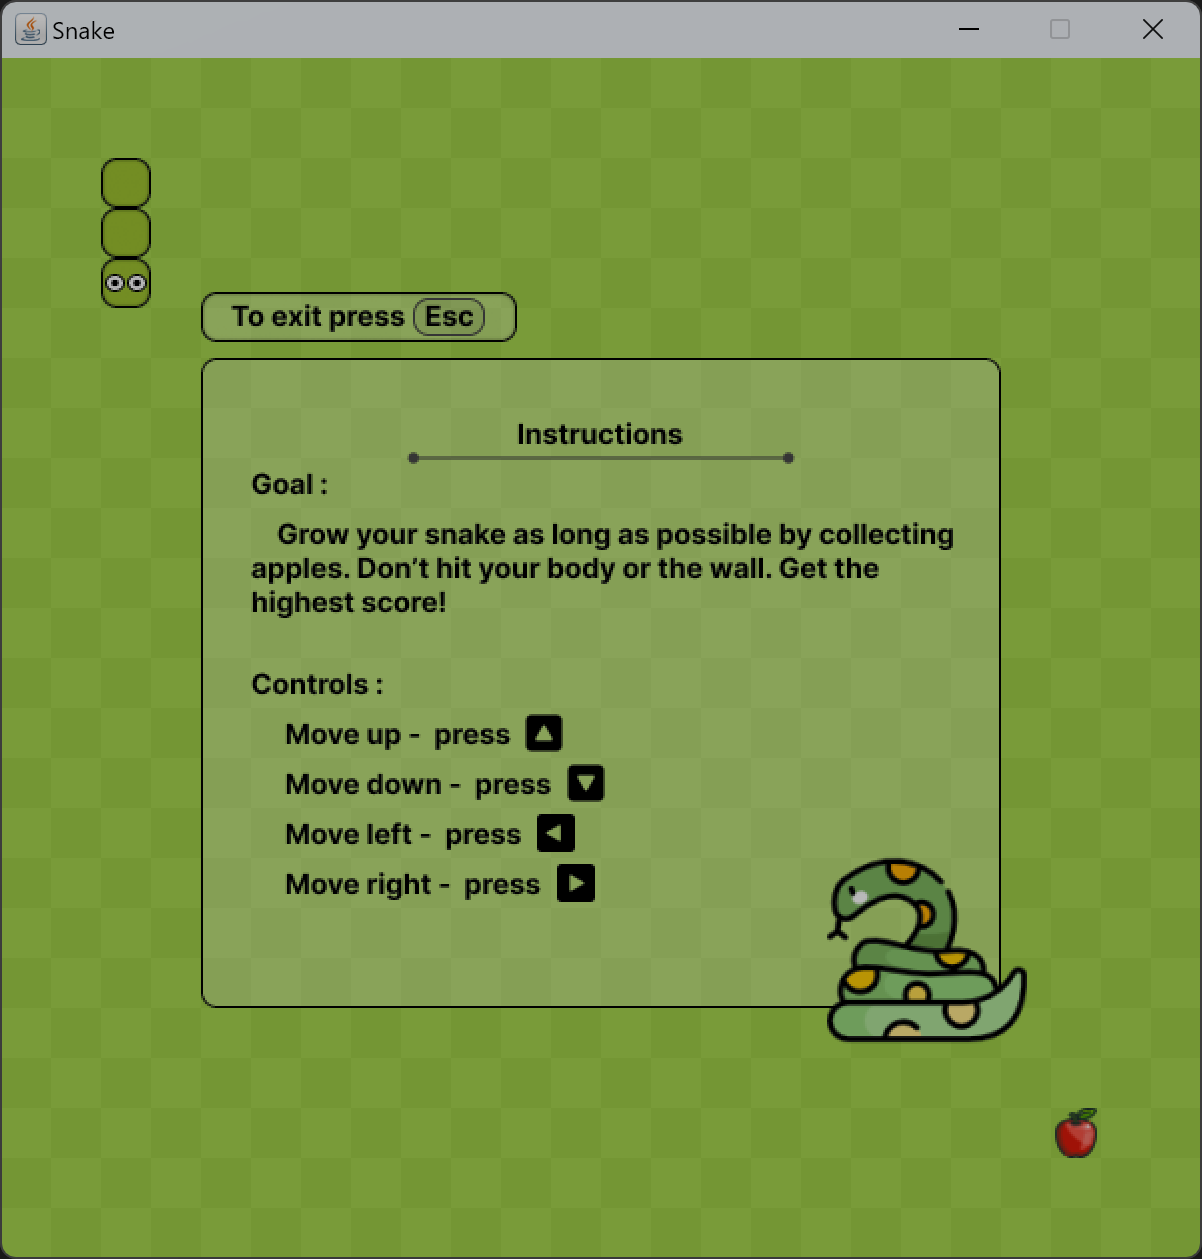 Snake
To exit press Esc
Instructions
Goal :
Grow your snake as long as possible by collecting
apples. Don’t hit your body or the wall. Get the
highest score!
Controls :
Move up - press
Move down - press
Move left - press
Move right - press